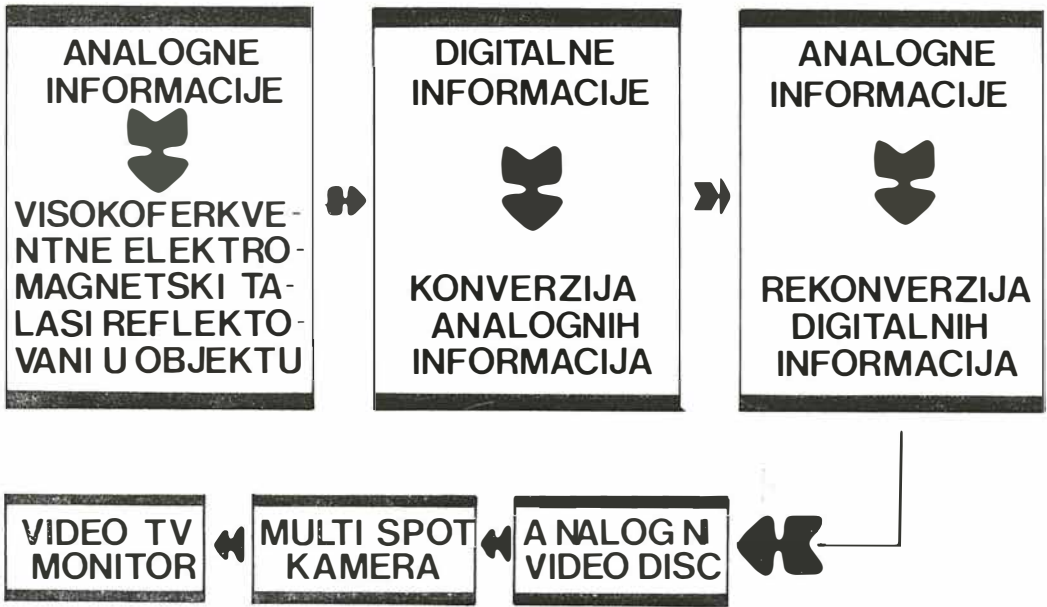 ANALOGNE
INFORMACIJE
VISOKOFERKVE-
NTNE ELEKTRO-
MAGNETSKI TA-
LASI REFLEKTO-
VANI U OBJEKTU
DIGITALNE
INFORMACIJE
KONVERZIJA
ANALOGNIH
INFORMACIJA
ANALOGNE
INFORMACIJE
REKONVERZIJA
DIGITALNIH
INFORMACIJA
ANALOGNI
VIDEO DISC
MULTI SPOT
KAMERA
VIDEO TV
MONITOR